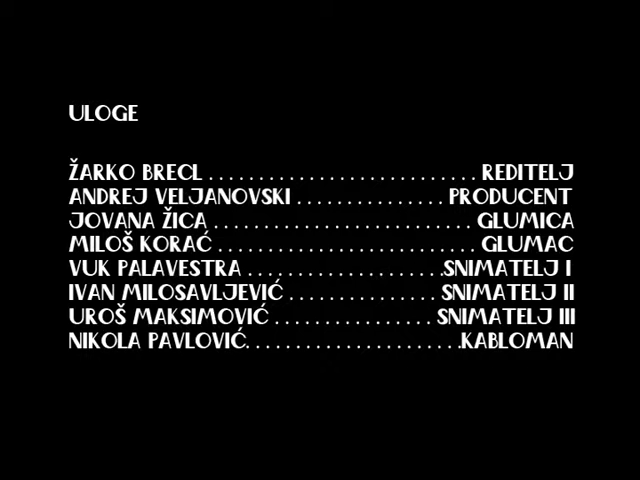 ULOGE
ŽARKO BRECL ........................... REDITELJ
ANDREJ VELJANOVSKI ............... PRODUCENT
JOVANA ŽICA .......................... GLUMICA
MILOŠ KORAĆ .......................... GLUMAC
VUK PALAVESTRA ....................SNIMATELJ I
IVAN MILOSAVLJEVIĆ ............... SNIMATELJ II
UROŠ MAKSIMOVIĆ ................ SNIMATELJ III
NIKOLA PAVLOVIĆ......................KABLOMAN